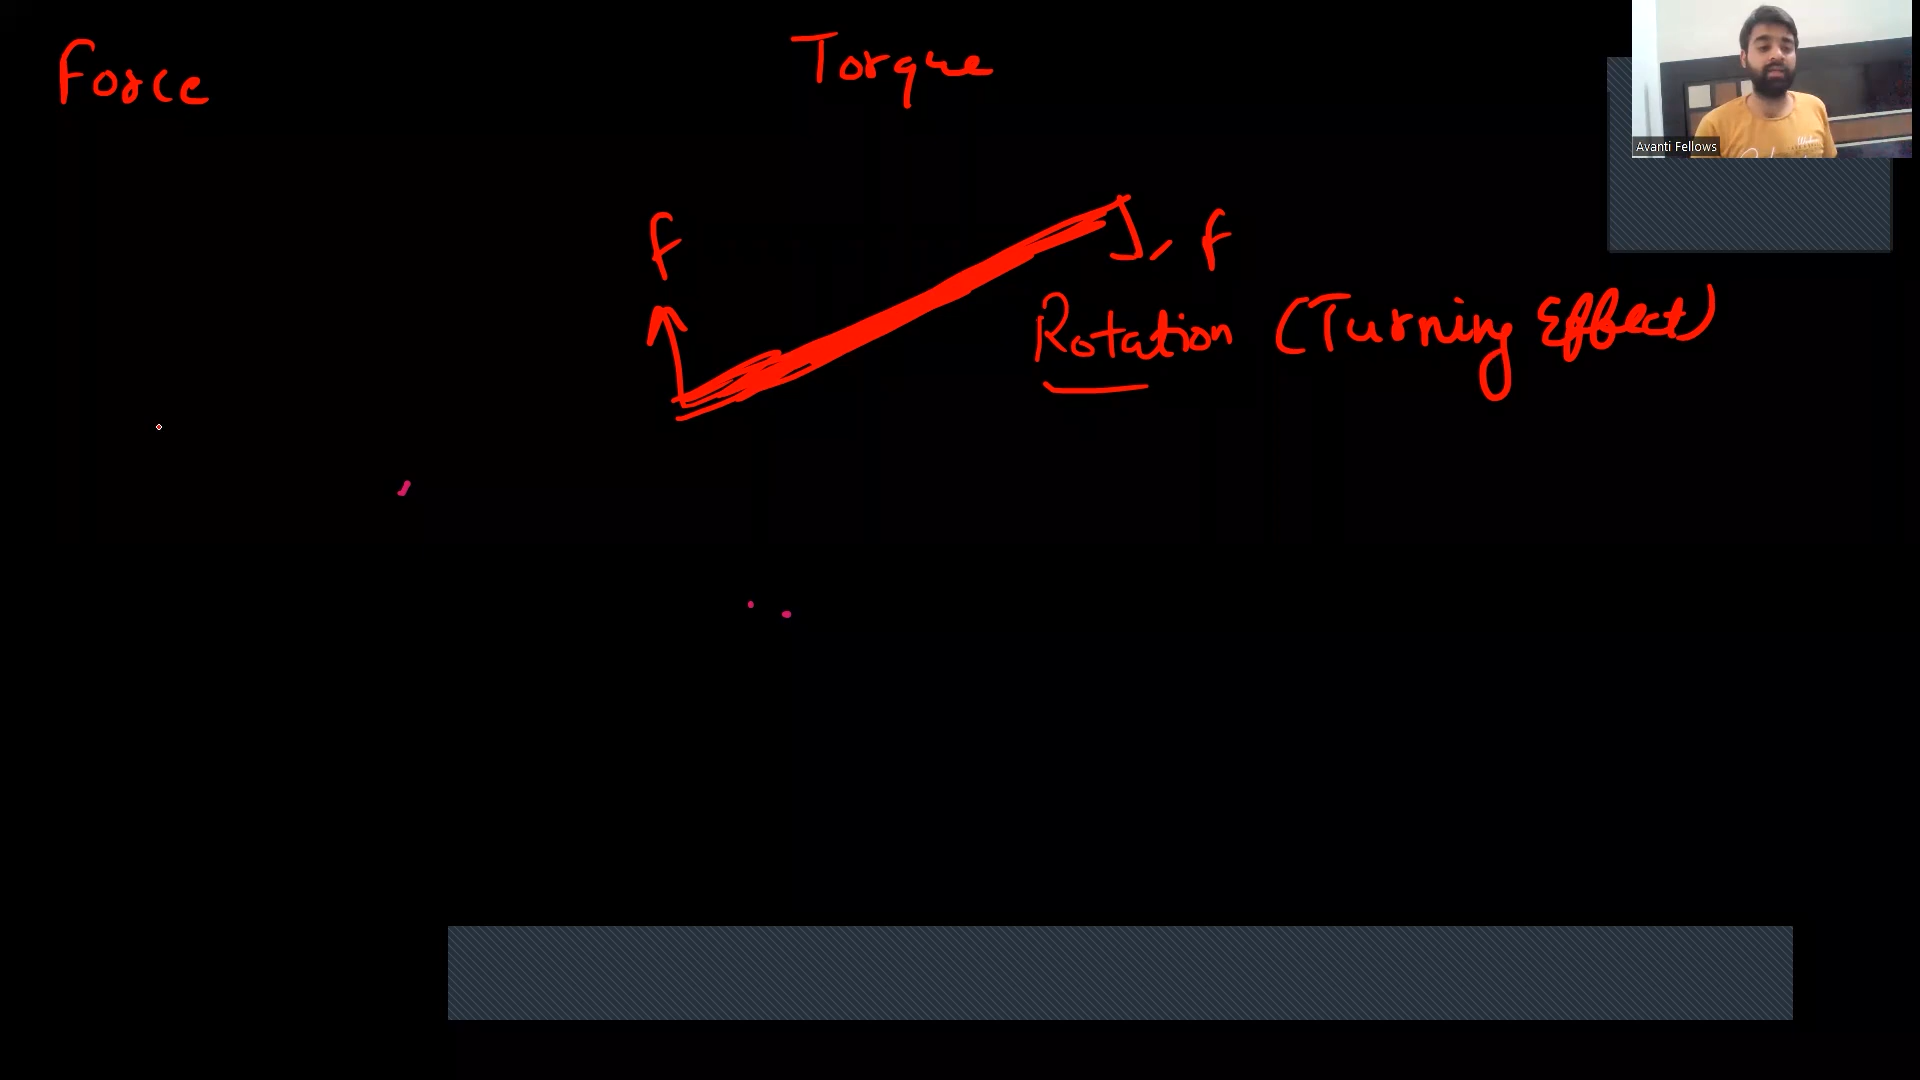 Force
Torque
Avanti Fellows
f
f
Rotation (Turning Effect)